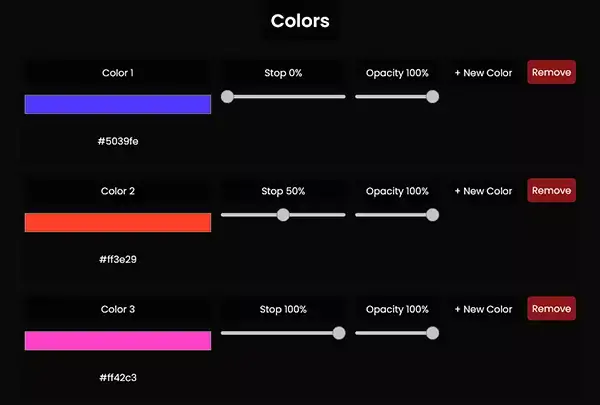 Colors
Color 1 Stop 0% Opacity 100% + New Color Remove
#5039fe
Color 2 Stop 50% Opacity 100% + New Color Remove
#ff3e29
Color 3 Stop 100% Opacity 100% + New Color Remove
#ff42c3